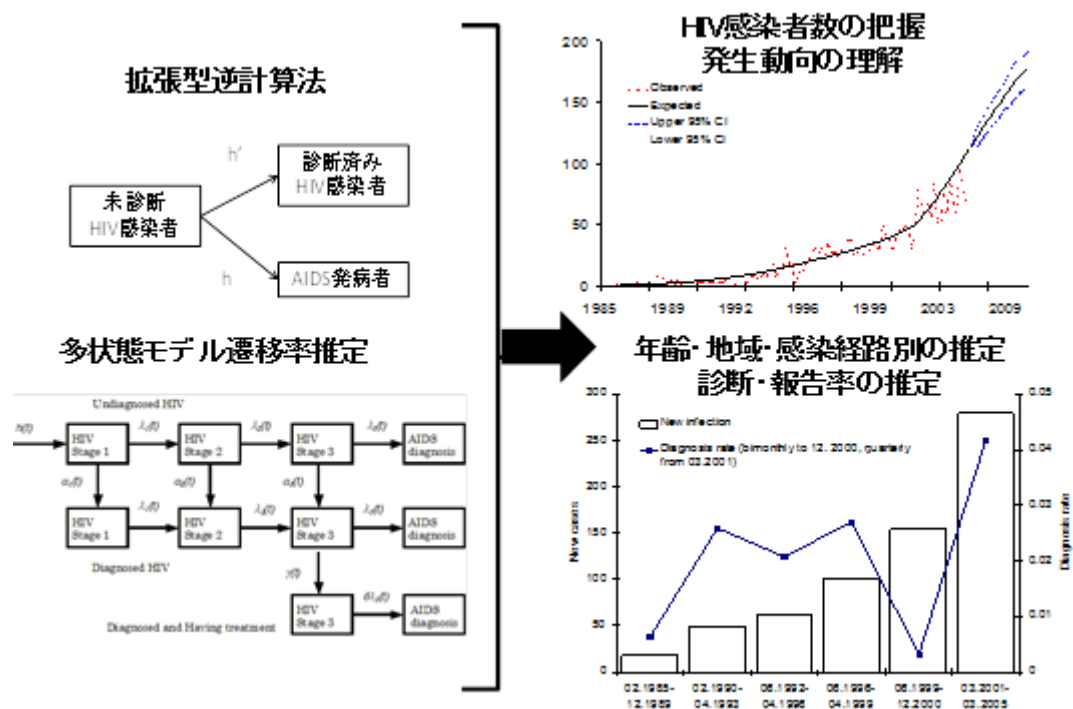 拡張型逆計算法
h'
診断済み
HIV感染者
未診断
HIV感染者
h
AIDS発病者
多状態モデル遷移率推定
Undiagnosed HIV
h(t)
HIV
Stage 1
HIV
Stage 2
HIV
Stage 3
AIDS
diagnosis
HIV
Stage 1
HIV
Stage 2
HIV
Stage 3
AIDS
diagnosis
Diagnosed HIV
γ(t)
HIV
Stage 3
AIDS
diagnosis
Diagnosed and Having treatment
HIV感染者数の把握
発生動向の理解
200
150
100
50
0
Observed
Expected
Upper 95% CI
Lower 95% CI
1985
1989
1992
1996
1999
2003
2009
年齢・地域・感染経路別の推定
診断・報告率の推定
300
250
200
150
100
50
0
New cases
New infection
Diagnosis rate (bimonthly to 12. 2000, quarterly
from 03.2001)
0.05
0.04
0.03
0.02
0.01
0
Diagnosis rate
02.1985-
12.1989
02.1990-
04.1993
06.1992-
04.1996
06.1996-
04.1999
06.1999-
12.2000
03.2001-
03.2005